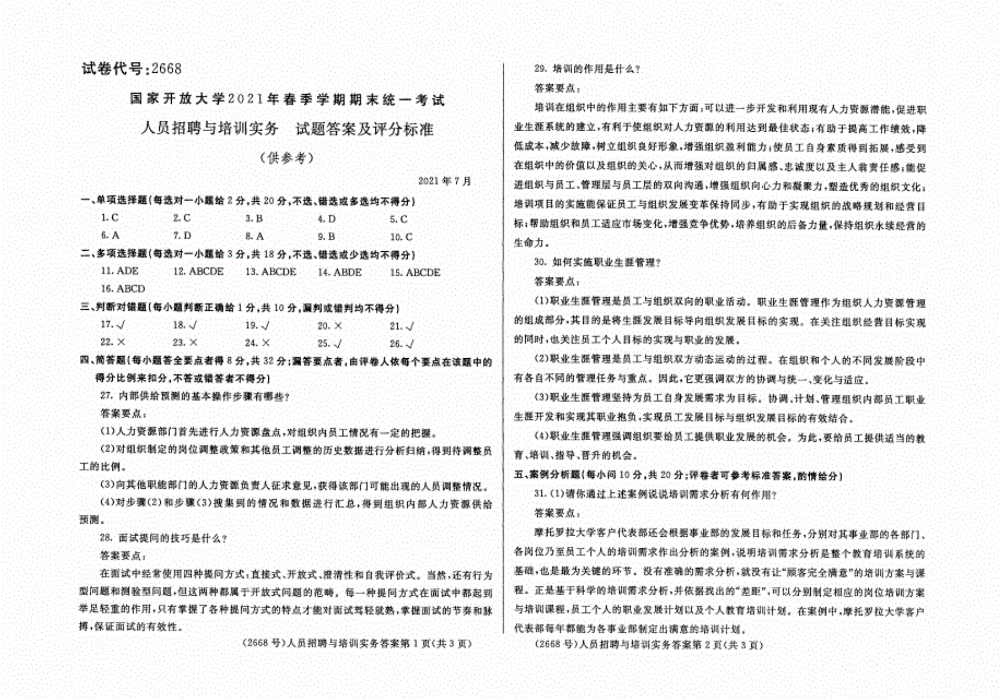 试卷代号:2668
国家开放大学2021年春季学期期末统一考试
人员招聘与培训实务　试题答案及评分标准
(供参考)
2021年7月
一、单项选择题(每选对一小题给2分,共20分,不选、错选或多选均不得分)
1. C　2. C　3. B　4. D　5. C
6. A　7. D　8. A　9. B　10. C
二、多项选择题(每选对一小题给3分,共18分,不选、错选或少选均不得分)
11. ADE　12. ABCDE　13. ABCDE　14. ABDE　15. ABCDE
16. ABCD
三、判断对错题(每小题判断正确给1分,共10分,漏判或错判均不得分)
17. √　18. √　19. √　20. ×　21. √
22. ×　23. ×　24. ×　25. √　26. √
四、简答题(每小题答全要点者得8分,共32分;漏答要点者,由评卷人依每个要点在该题中的
得分比例来扣分,不答或错答者不得分)
27. 内部供给预测的基本操作步骤有哪些?
答案要点:
(1)人力资源部门首先进行人力资源盘点,对组织内员工情况有一定的把握。
(2)对组织制定的岗位调整政策和其他员工调整的历史数据进行分析归纳,得到待调整员
工的比例。
(3)向其他职能部门的人力资源负责人征求意见,获得该部门可能出现的人员调整情况。
(4)对步骤(2)和步骤(3)搜集到的情况和数据进行汇总,得到组织内部人力资源供给
预测。
28. 面试提问的技巧是什么?
答案要点:
在面试中经常使用四种提问方式:直接式、开放式、澄清性和自我评价式。当然,还有行为
型问题和测验型问题,但这两种都属于开放式问题的范畴。每一种提问方式在面试中都起到
举足轻重的作用,只有掌握了各种提问方式的特点才能对面试驾轻就熟,掌握面试的节奏和脉
搏,保证面试的有效性。
(2668号)人员招聘与培训实务答案第1页(共3页)
29. 培训的作用是什么?
答案要点:
培训在组织中的作用主要有如下方面:可以进一步开发和利用现有人力资源潜能,促进职
业生涯系统的建立,有利于使组织对人力资源的利用达到最佳状态;有助于提高工作绩效,降
低成本,减少故障,树立组织良好形象,增强组织盈利能力;使员工自身素质得到拓展,感受到
在组织中的价值以及组织的关心,从而增强对组织的归属感、忠诚度以及主人翁责任感;能促
进组织与员工、管理层与员工层的双向沟通,增强组织向心力和凝聚力,塑造优秀的组织文化;
培训项目的实施能保证员工与组织发展变革保持同步,有助于实现组织的战略规划和经营目
标;帮助组织和员工适应市场变化,增强竞争优势,培养组织的后备力量,保持组织永续经营的
生命力。
30. 如何实施职业生涯管理?
答案要点:
(1)职业生涯管理是员工与组织双向的职业活动。职业生涯管理作为组织人力资源管理
的组成部分,其目的是将生涯发展目标导向组织发展目标的实现。在关注组织经营目标实现
的同时,也关注员工个人目标的实现与职业的发展。
(2)职业生涯管理是员工与组织双方动态运动的过程。在组织和个人的不同发展阶段中
有各自不同的管理任务与重点。因此,它更强调双方的协调与统一、变化与适应。
(3)职业生涯管理坚持为员工自身发展需求为目标。协调、计划、管理组织内部员工职业
生涯开发和实现其职业抱负,实现员工发展目标与组织发展目标的有效结合。
(4)职业生涯管理强调组织要给员工提供职业发展的机会。为此,要给员工提供适当的教
育、培训、指导、晋升的机会。
五、案例分析题(每小问10分,共20分;评卷者可参考标准答案,酌情给分)
31. (1)请你通过上述案例说说培训需求分析有何作用?
答案要点:
摩托罗拉大学客户代表部还会根据事业部的发展目标和任务,分别对其事业部的各部门、
各岗位乃至员工个人的培训需求作出分析的案例,说明培训需求分析是整个教育培训系统的
基础,也是最为关键的环节。没有准确的需求分析,就没有让“顾客完全满意”的培训方案与课
程。正是基于科学的培训需求分析,并依据找出的“差距”,可以分别制定相应的岗位培训方案
与培训课程,员工个人的职业发展计划以及个人教育培训计划。在案例中,摩托罗拉大学客户
代表部每年都能为各事业部制定出满意的培训计划。
(2668号)人员招聘与培训实务答案第2页(共3页)